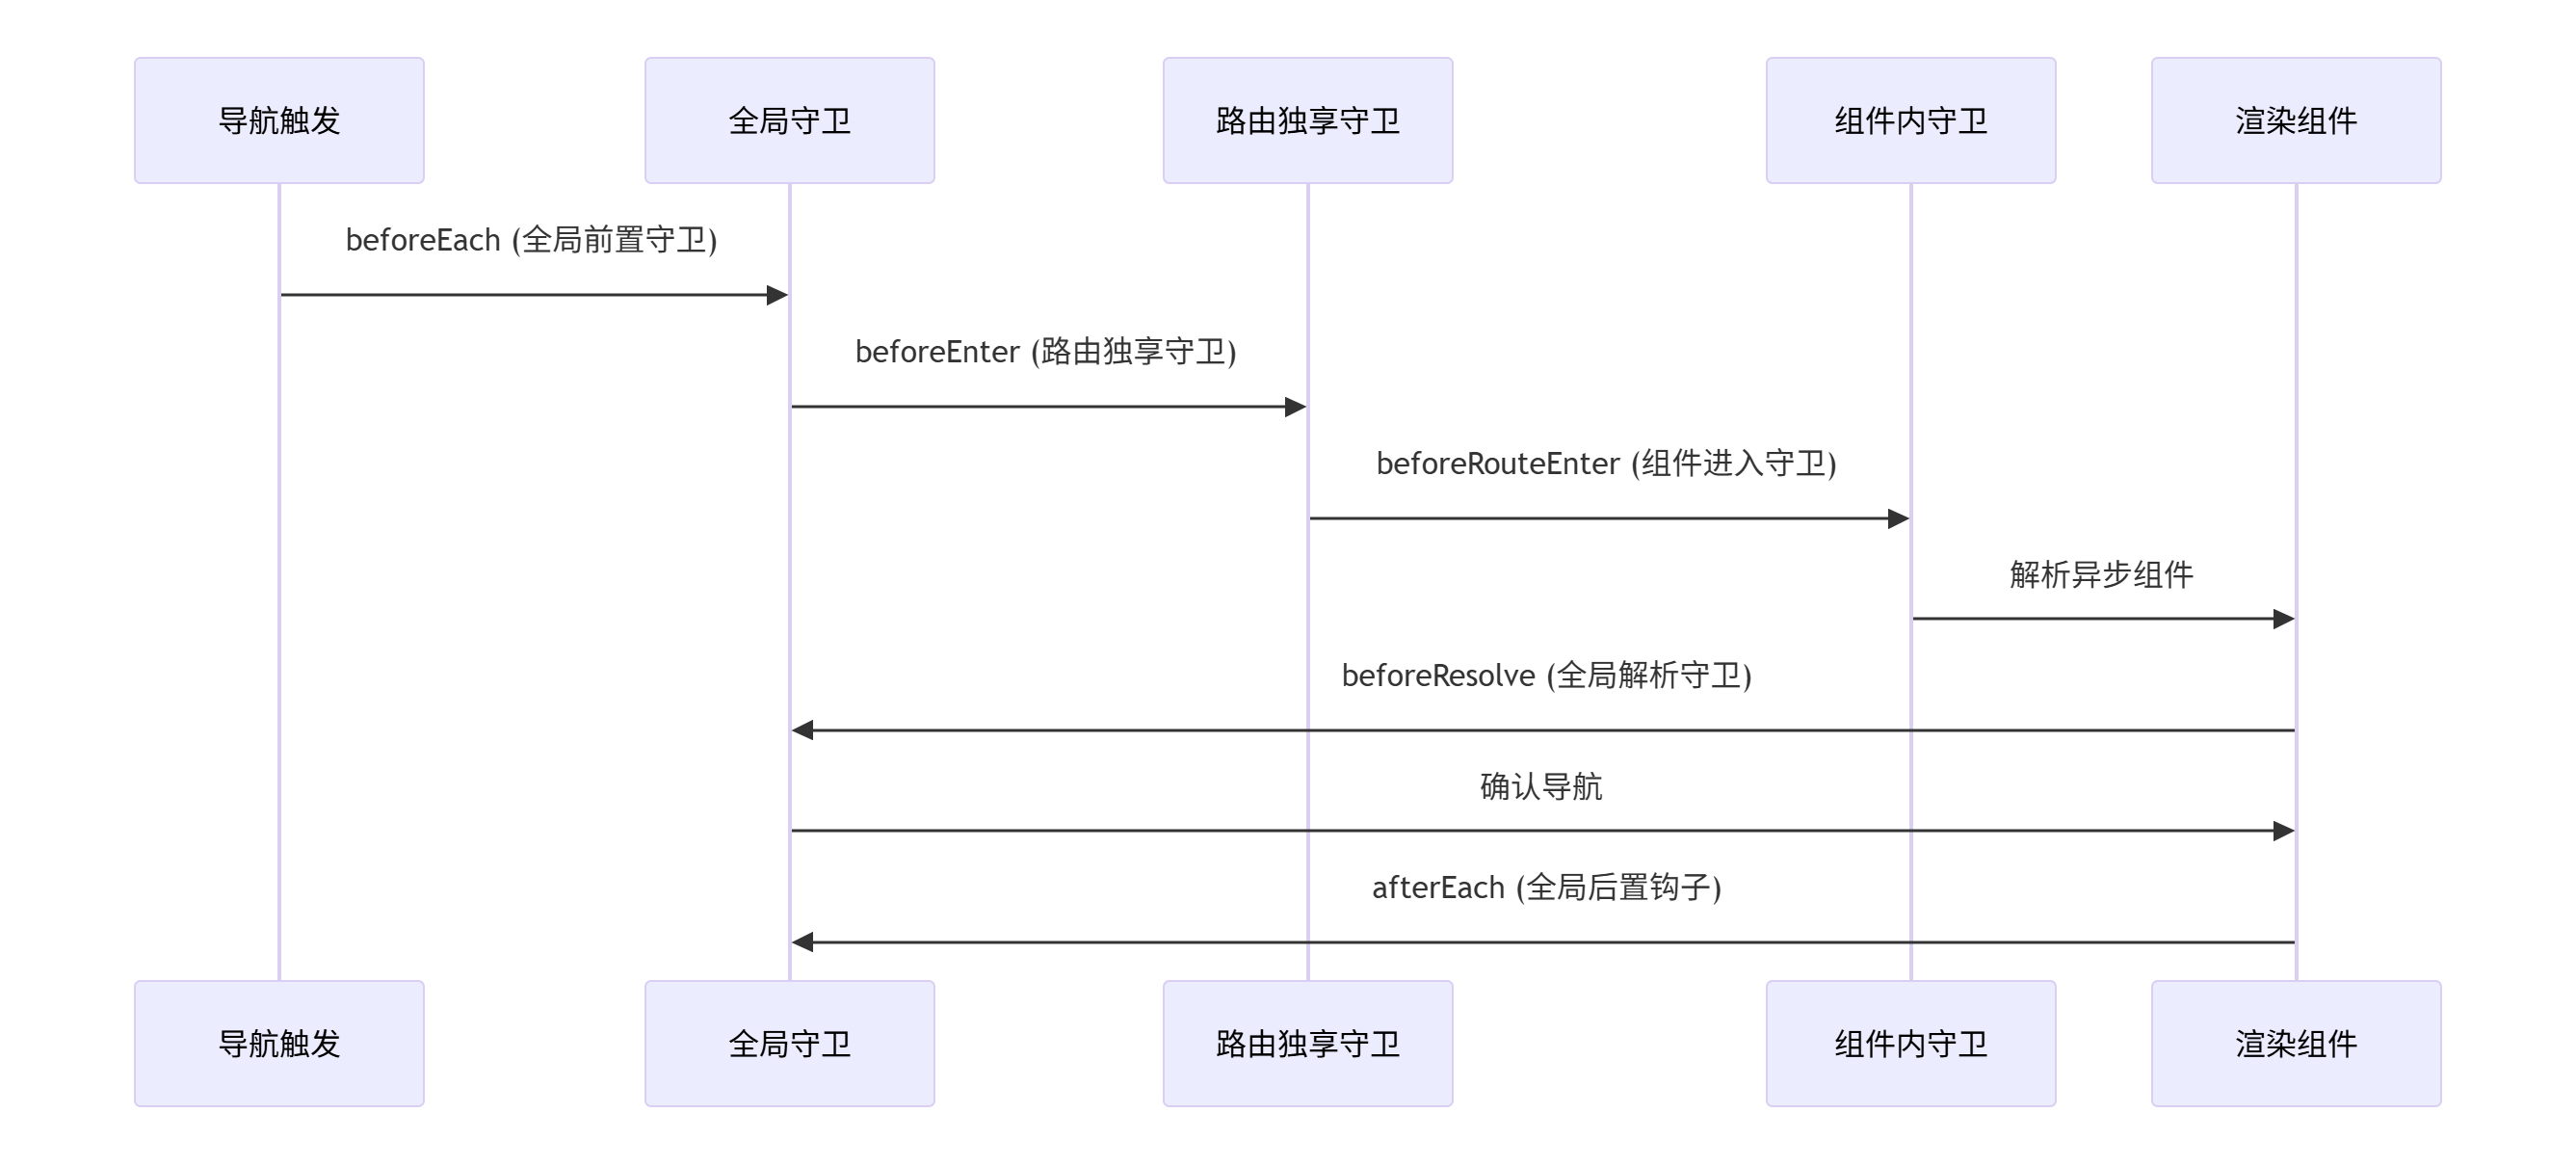 导航触发
全局守卫
路由独享守卫
组件内守卫
渲染组件
beforeEach (全局前置守卫)
beforeEnter (路由独享守卫)
beforeRouteEnter (组件进入守卫)
解析异步组件
beforeResolve (全局解析守卫)
确认导航
afterEach (全局后置钩子)
导航触发
全局守卫
路由独享守卫
组件内守卫
渲染组件